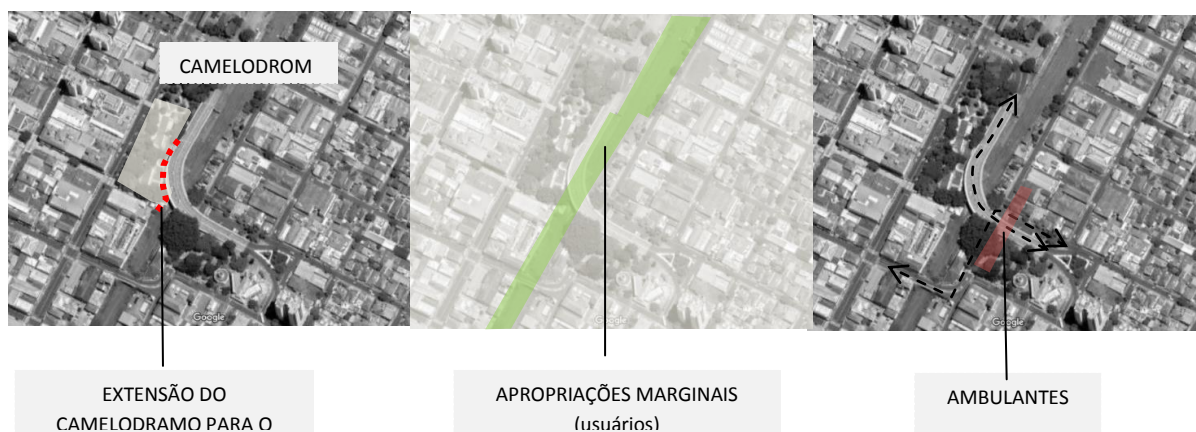 CAMELODROM
Google
Google
Google
EXTENSÃO DO
CAMELODRAMO PARA O
APROPRIAÇÕES MARGINAIS
(usuários)
AMBULANTES